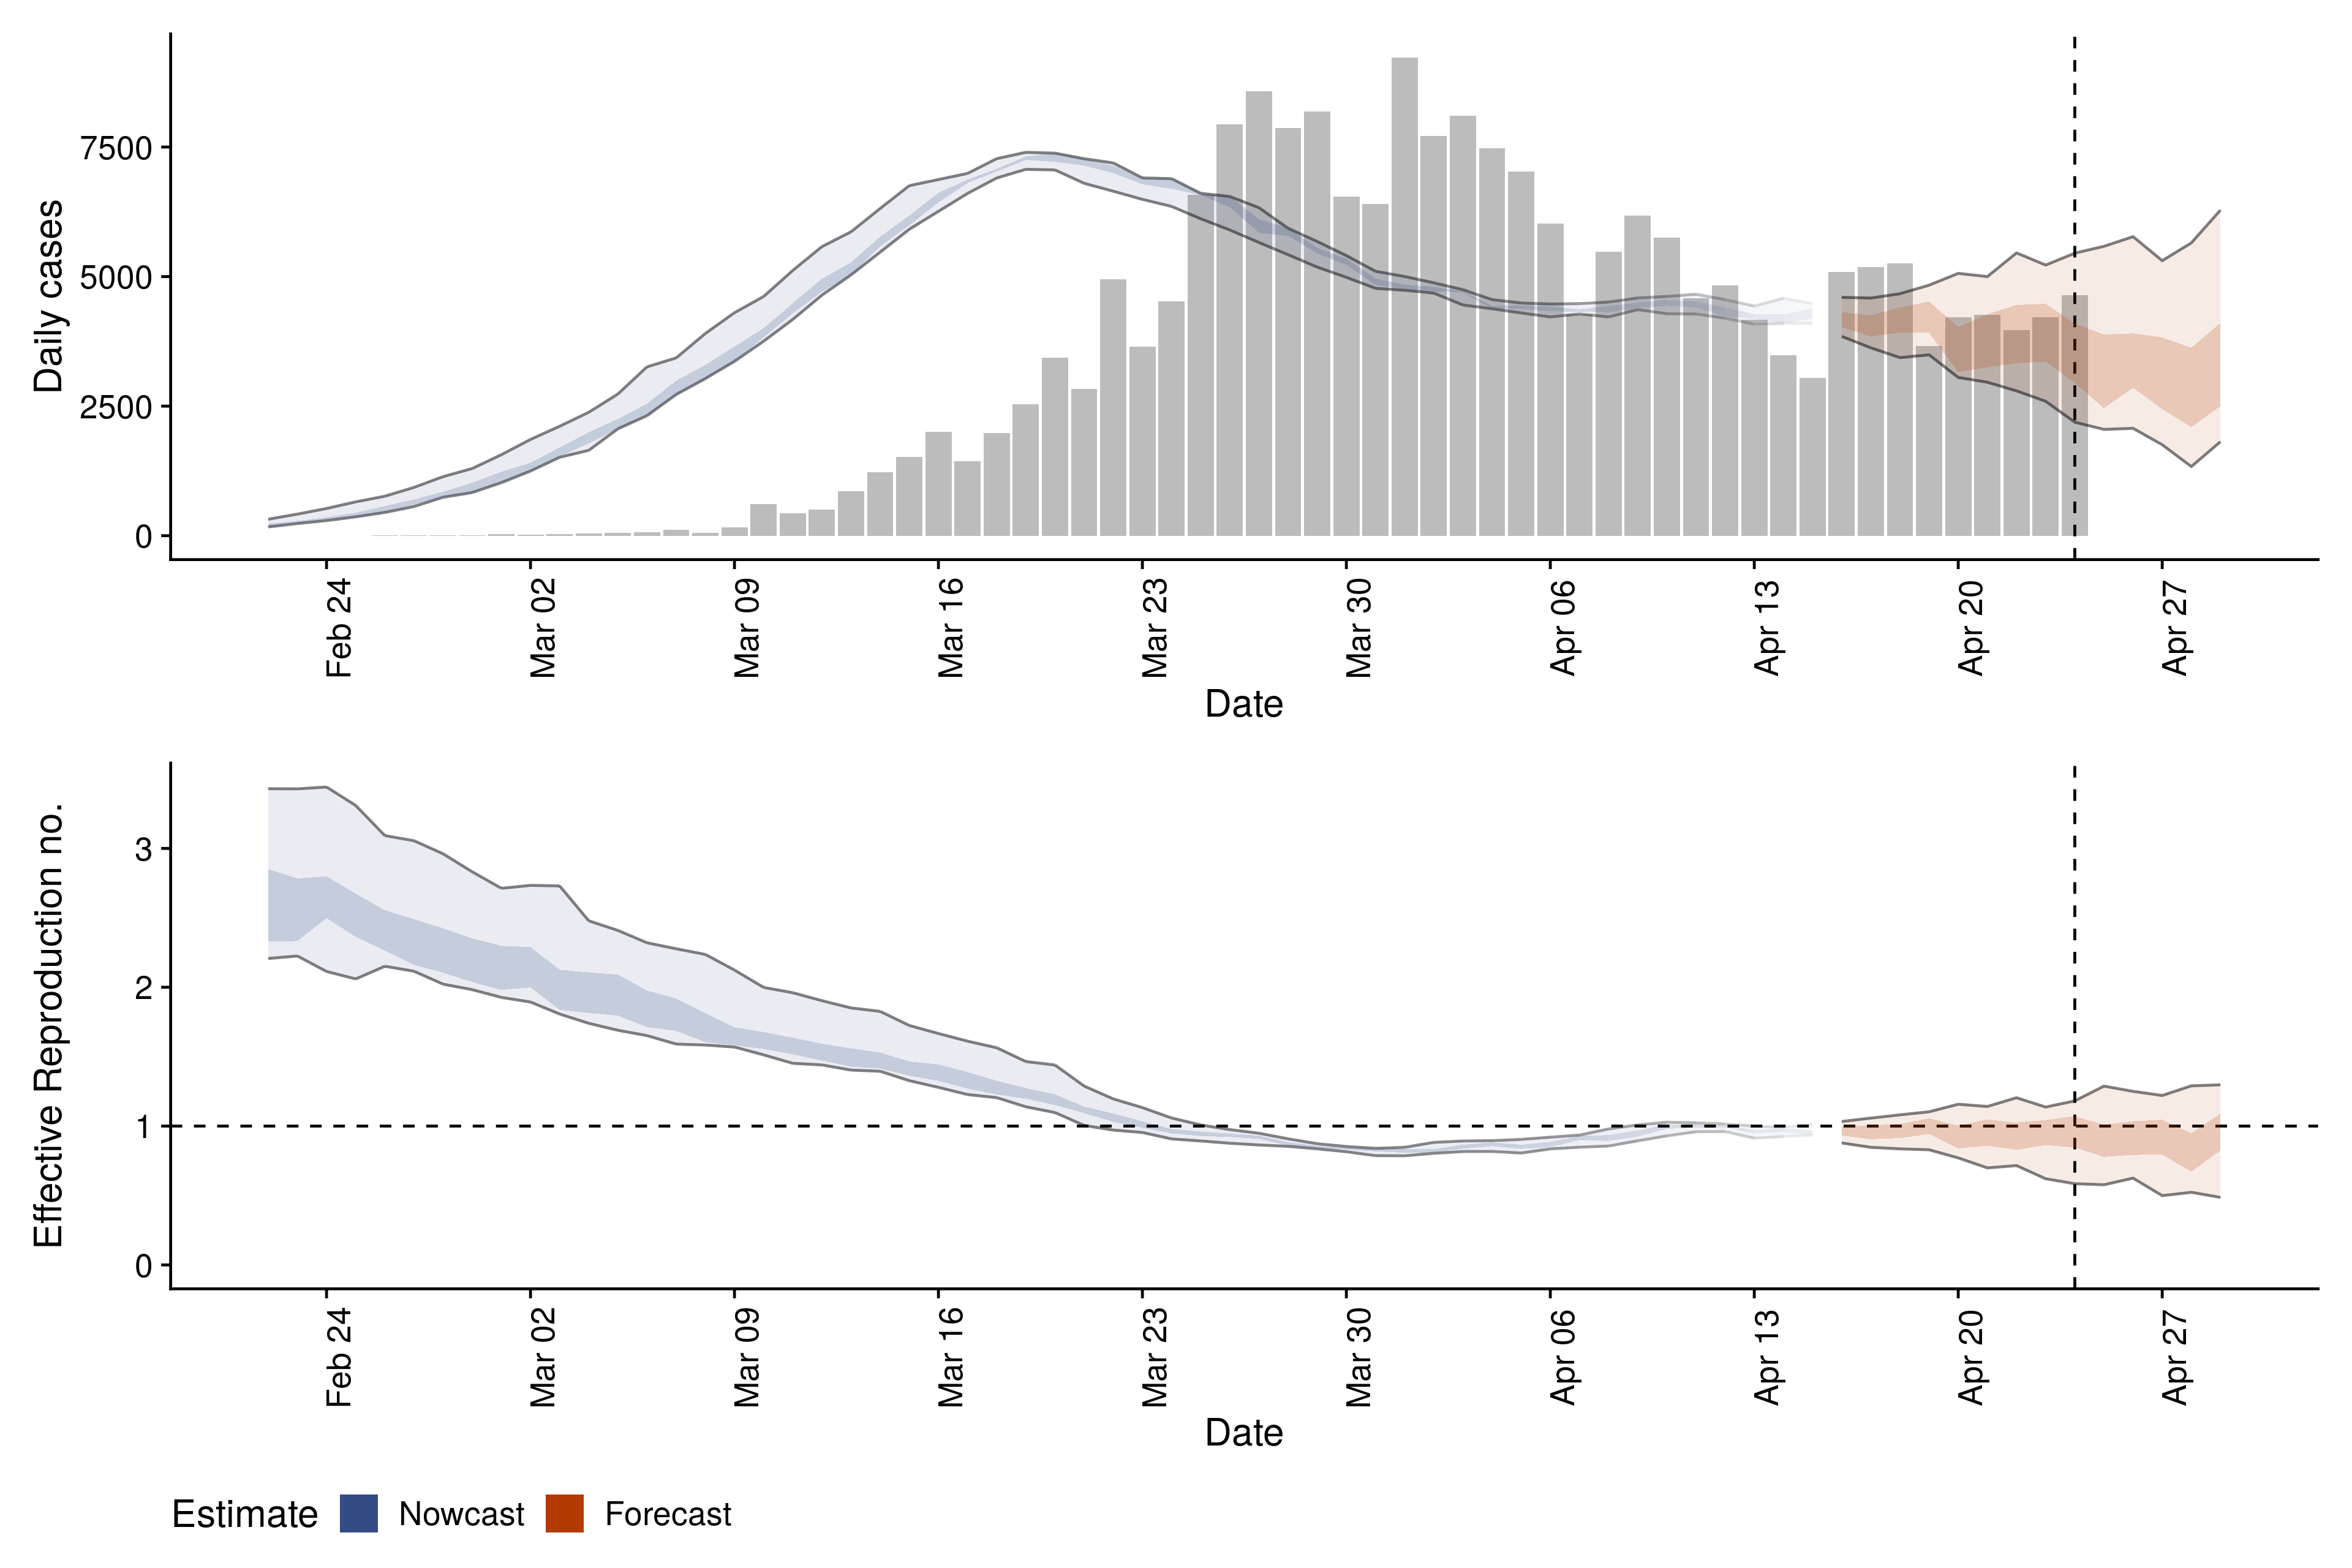 Daily cases
7500
5000
2500
0
Feb 24
Mar 02
Mar 09
Mar 16
Mar 23
Mar 30
Apr 06
Apr 13
Apr 20
Apr 27
Date
Effective Reproduction no.
3
2
1
0
Feb 24
Mar 02
Mar 09
Mar 16
Mar 23
Mar 30
Apr 06
Apr 13
Apr 20
Apr 27
Date
Estimate Nowcast Forecast